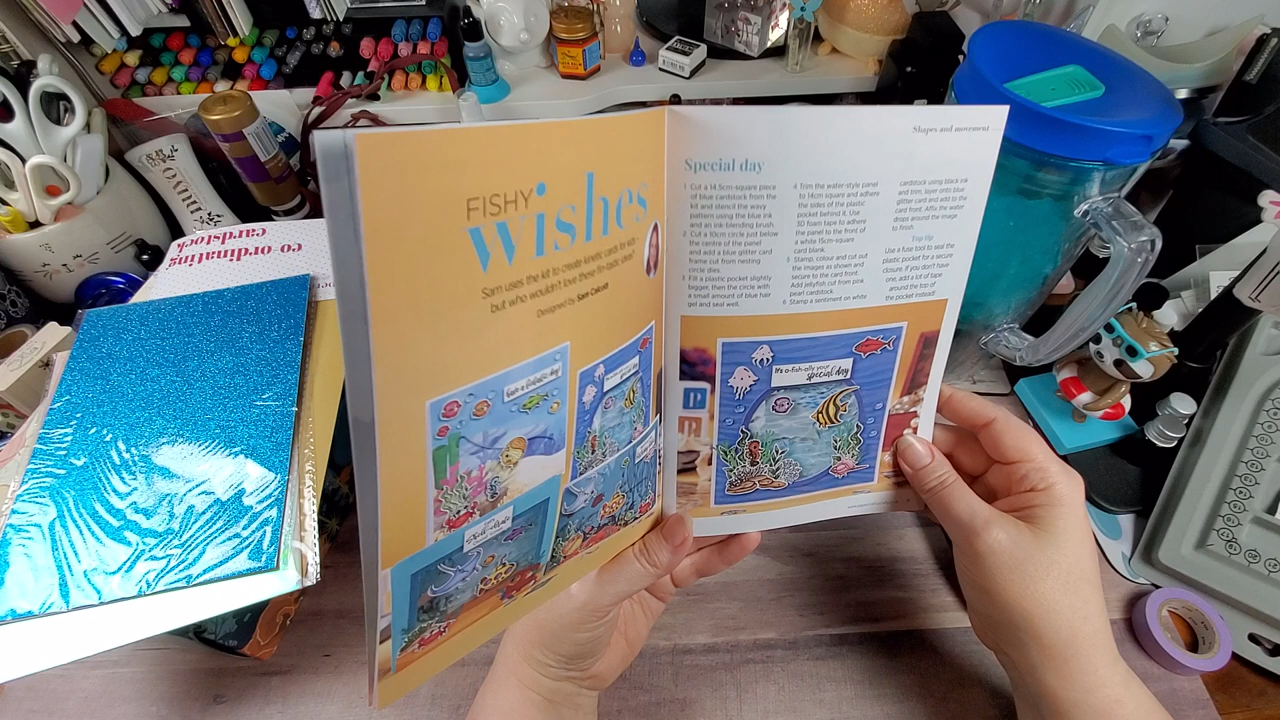 FISHY
wishes
Sam uses the kit to create kinetic cards for kids -
but who wouldn't love these fin-tastic ideas?
Designed by Sam Calcott
Shapes and movement
Special day
1 Cut a 14.5cm-square piece
of blue cardstock from the
kit and stencil the wavy
pattern using the blue ink
and an ink blending brush.
2 Cut a 10cm circle just below
the centre of the panel
and add a blue glitter card
frame cut from nesting
circle dies.
3 Fill a plastic pocket slightly
bigger, then the circle with
a small amount of blue hair
gel and seal well.
4 Trim the water-style panel
to 14cm square and adhere
the sides of the plastic
pocket behind it. Use
3D foam tape to adhere
the panel to the front of
a white 15cm-square
card blank.
5 Stamp, colour and cut out
the images as shown and
secure to the card front.
Add jellyfish cut from pink
pearl cardstock.
6 Stamp a sentiment on white
cardstock using black ink
and trim, layer onto blue
glitter card and add to the
card front. Affix the water
drops around the image
to finish.
Top tip
Use a fuse tool to seal the
plastic pocket for a secure
closure. If you don't have
one, add a lot of tape
around the top of
the pocket instead!
It's o-fish-ally your
special day
co-ordinating
cardstock
nuvo